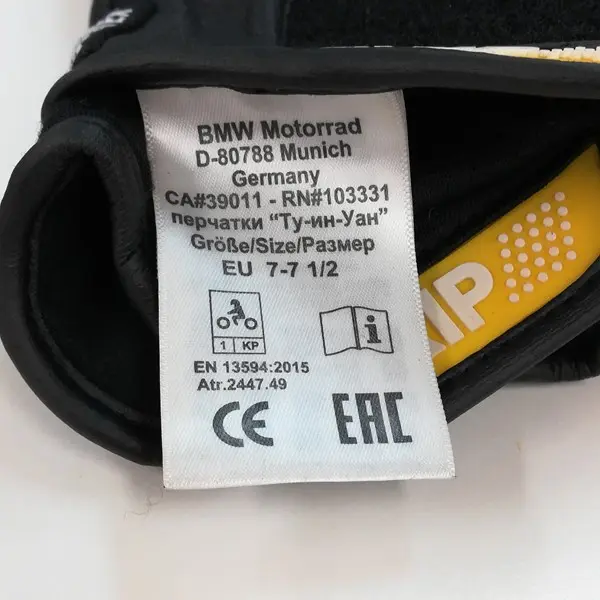 BMW Motorrad
D-80788 Munich
Germany
CA#39011 - RN#103331
перчатки “Ту-ин-Уан”
Größe/Size/Размер
EU 7-7 1/2
1 KP
i
EN 13594:2015
Atr.2447.49
CE
EAC